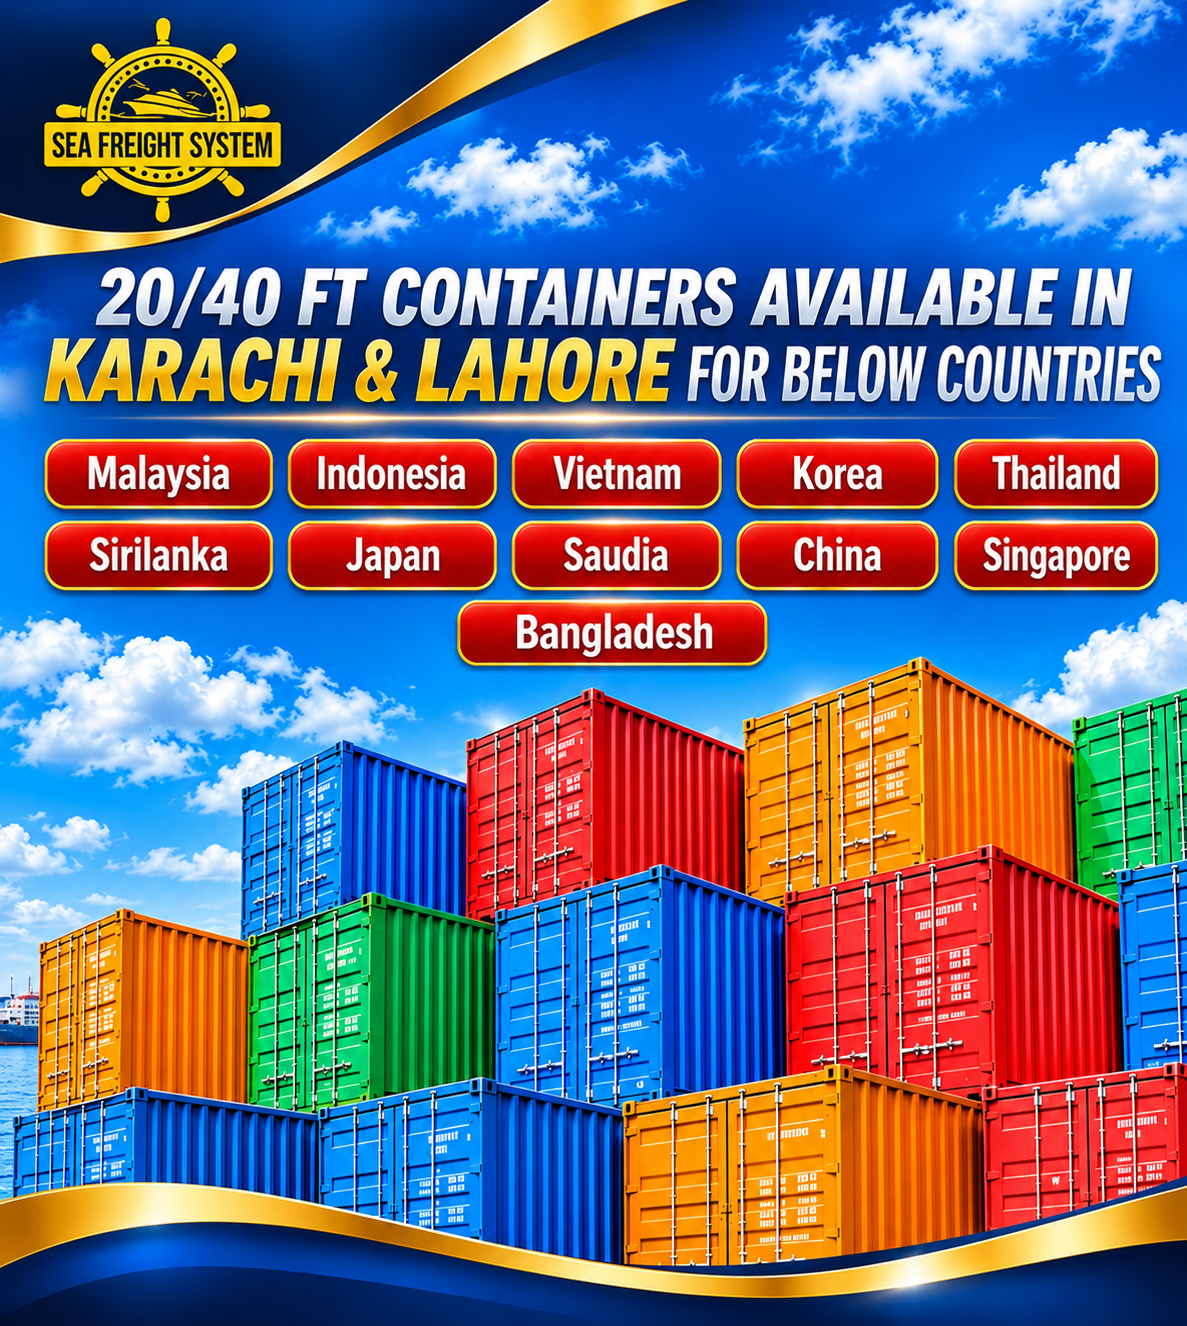 SEA FREIGHT SYSTEM
20/40 FT CONTAINERS AVAILABLE IN
KARACHI & LAHORE FOR BELOW COUNTRIES
Malaysia Indonesia Vietnam Korea Thailand
Sirilanka Japan Saudia China Singapore
Bangladesh
W